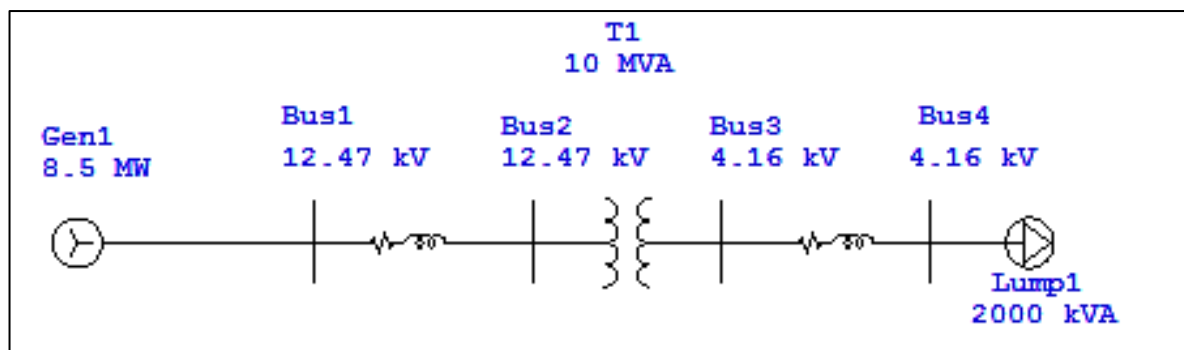 T1
10 MVA
Bus1
Bus2
Bus3
Bus4
Gen1
12.47 kV
12.47 kV
4.16 kV
4.16 kV
8.5 MW
Lump1
2000 kVA